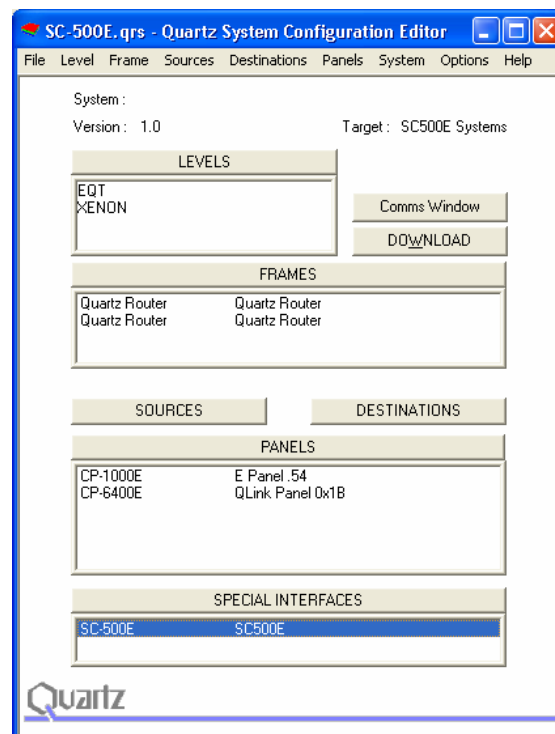 SC-500E.qrs - Quartz System Configuration Editor
File Level Frame Sources Destinations Panels System Options Help
System :
Version : 1.0 Target : SC500E Systems
LEVELS
EQT
XENON
Comms Window
DOWNLOAD
FRAMES
Quartz Router Quartz Router
Quartz Router Quartz Router
SOURCES DESTINATIONS
PANELS
CP-1000E E Panel .54
CP-6400E QLink Panel 0x1B
SPECIAL INTERFACES
SC-500E SC500E
Quartz